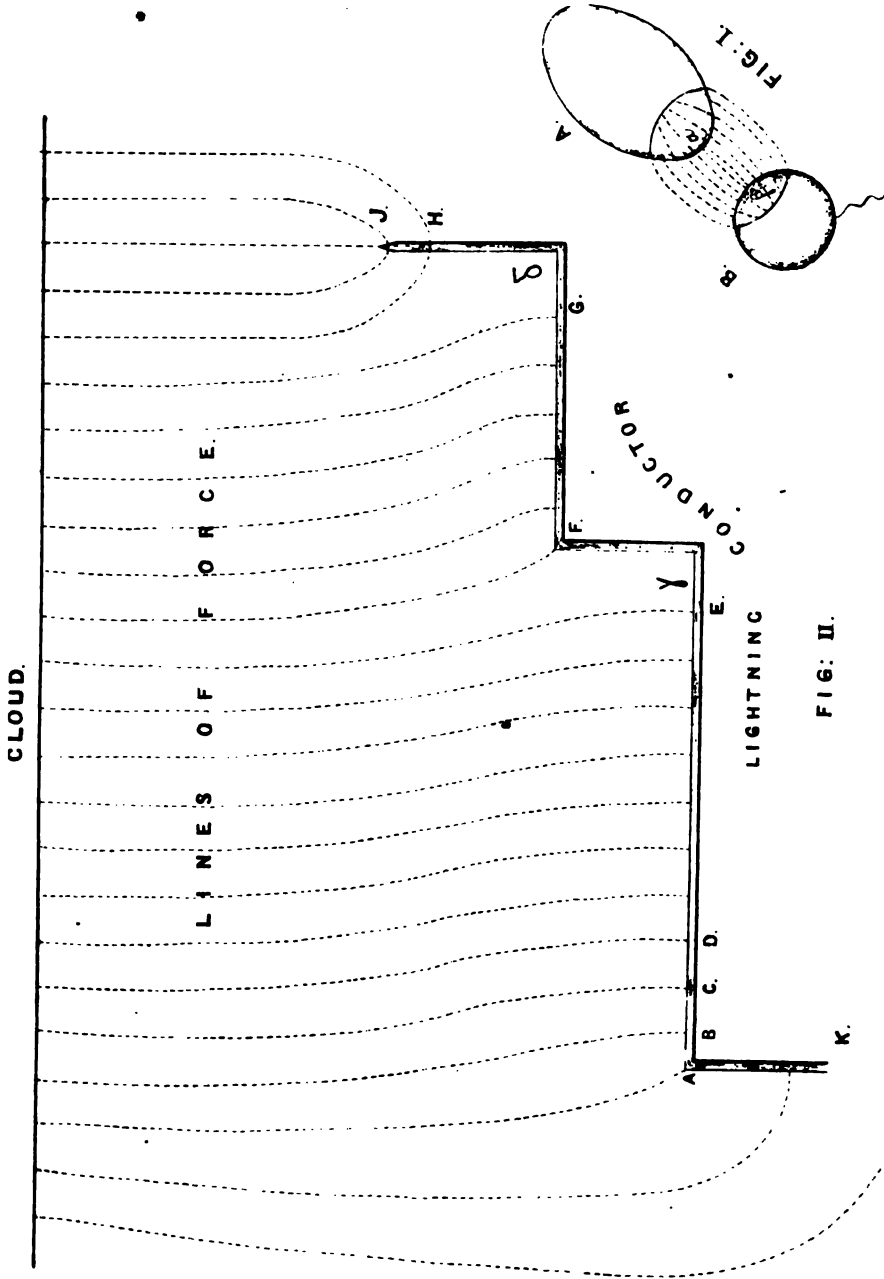 CLOUD.
LINES OF FORCE.
J
H
δ
G.
F.
γ
E.
D.
C.
B
A
K.
LIGHTNING
CONDUCTOR
FIG: II.
A
α
β
B.
FIG: I.